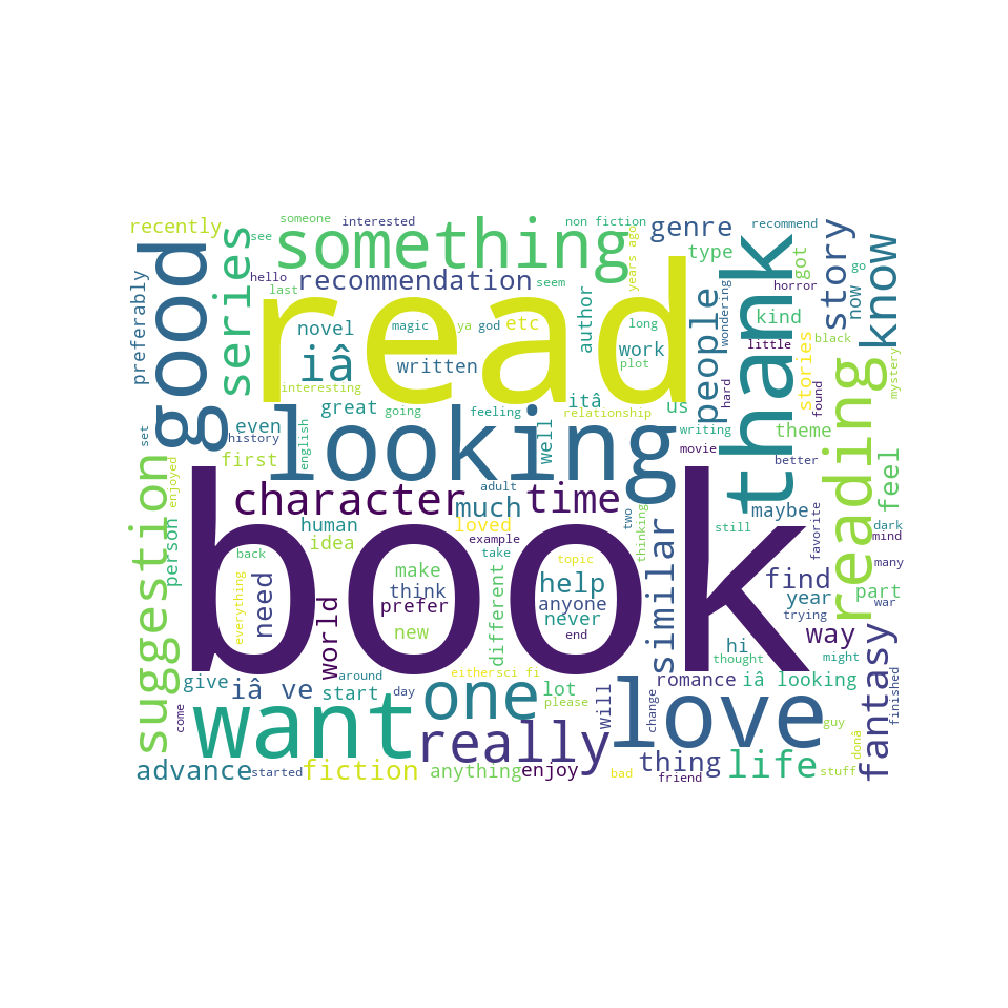 recently
someone
interested
something
non fiction
genre
recommend
see
hello
last
recommendation
seem
years ago
type
got
story
know
go
now
horror
good
series
preferably
read
author
people
wondering
thank
kind
little
black
stories
mystery
novel
magic
ya
god
etc
long
work
plot
iâ
written
interesting
great
going
feeling
itâ
relationship
us
hard
found
reading
even
history
first
english
looking
well
writing
movie
theme
better
feel
set
enjoyed
suggestion
person
character
adult
much
time
two
thinking
similar
maybe
still
favorite
dark
mind
many
human
idea
loved
example
take
back
everything
need
world
book
make
think
prefer
new
different
topic
help
anyone
never
end
find
year
part
trying
war
way
hi
thought
might
fantasy
finished
give
iâ ve
around
start
day
eithersci fi
lot
please
will
change
romance
iâ looking
come
want
one
really
love
guy
donâ
advance
started
fiction
anything
enjoy
bad
thing
friend
life
stuff